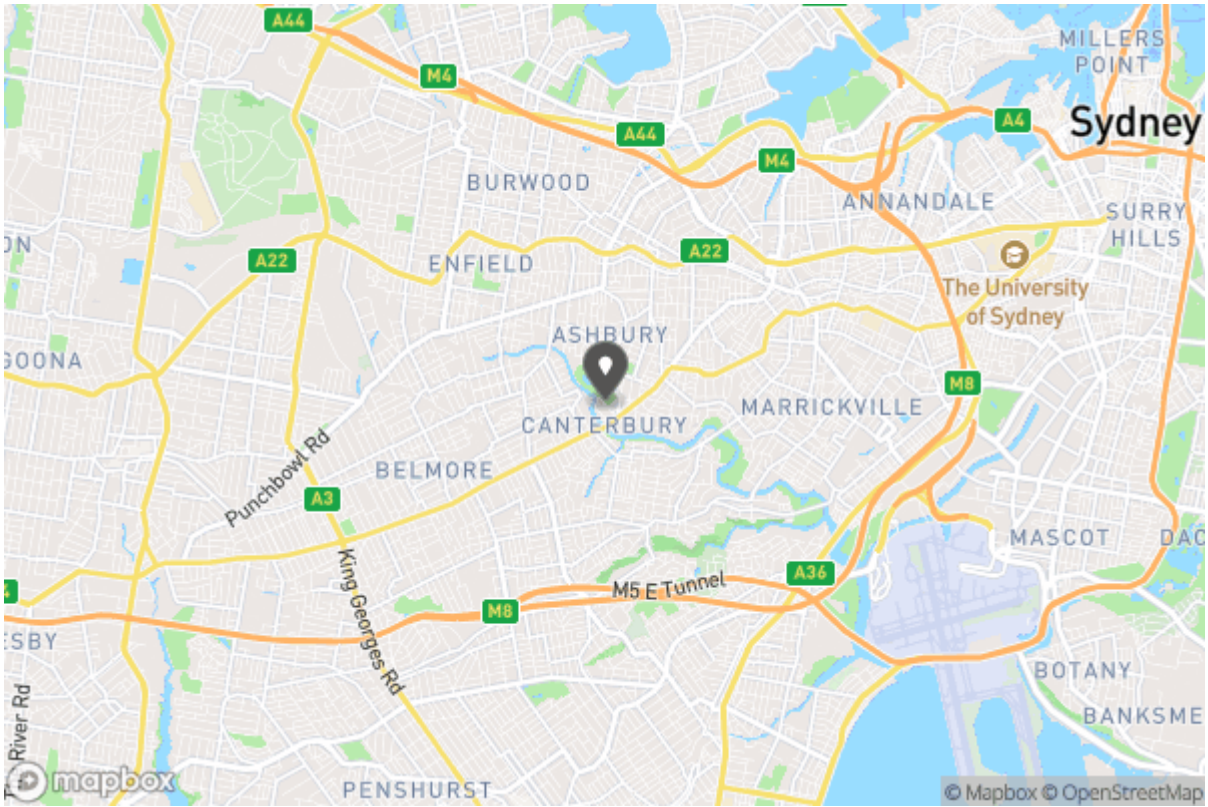 A44
MILLERS
POINT
M4
A44
A4
Sydney
M4
BURWOOD
ANNANDALE
SURRY
HILLS
ON
A22
A22
ENFIELD
The University
of Sydney
ASHBURY
GOONA
M8
MARRICKVILLE
CANTERBURY
BELMORE
Punchbowl Rd
A3
MASCOT
DAC
King Georges Rd
A36
M5 E Tunnel
4
M8
ESBY
BOTANY
River Rd
BANKSME
mapbox
PENSHURST
© Mapbox © OpenStreetMap